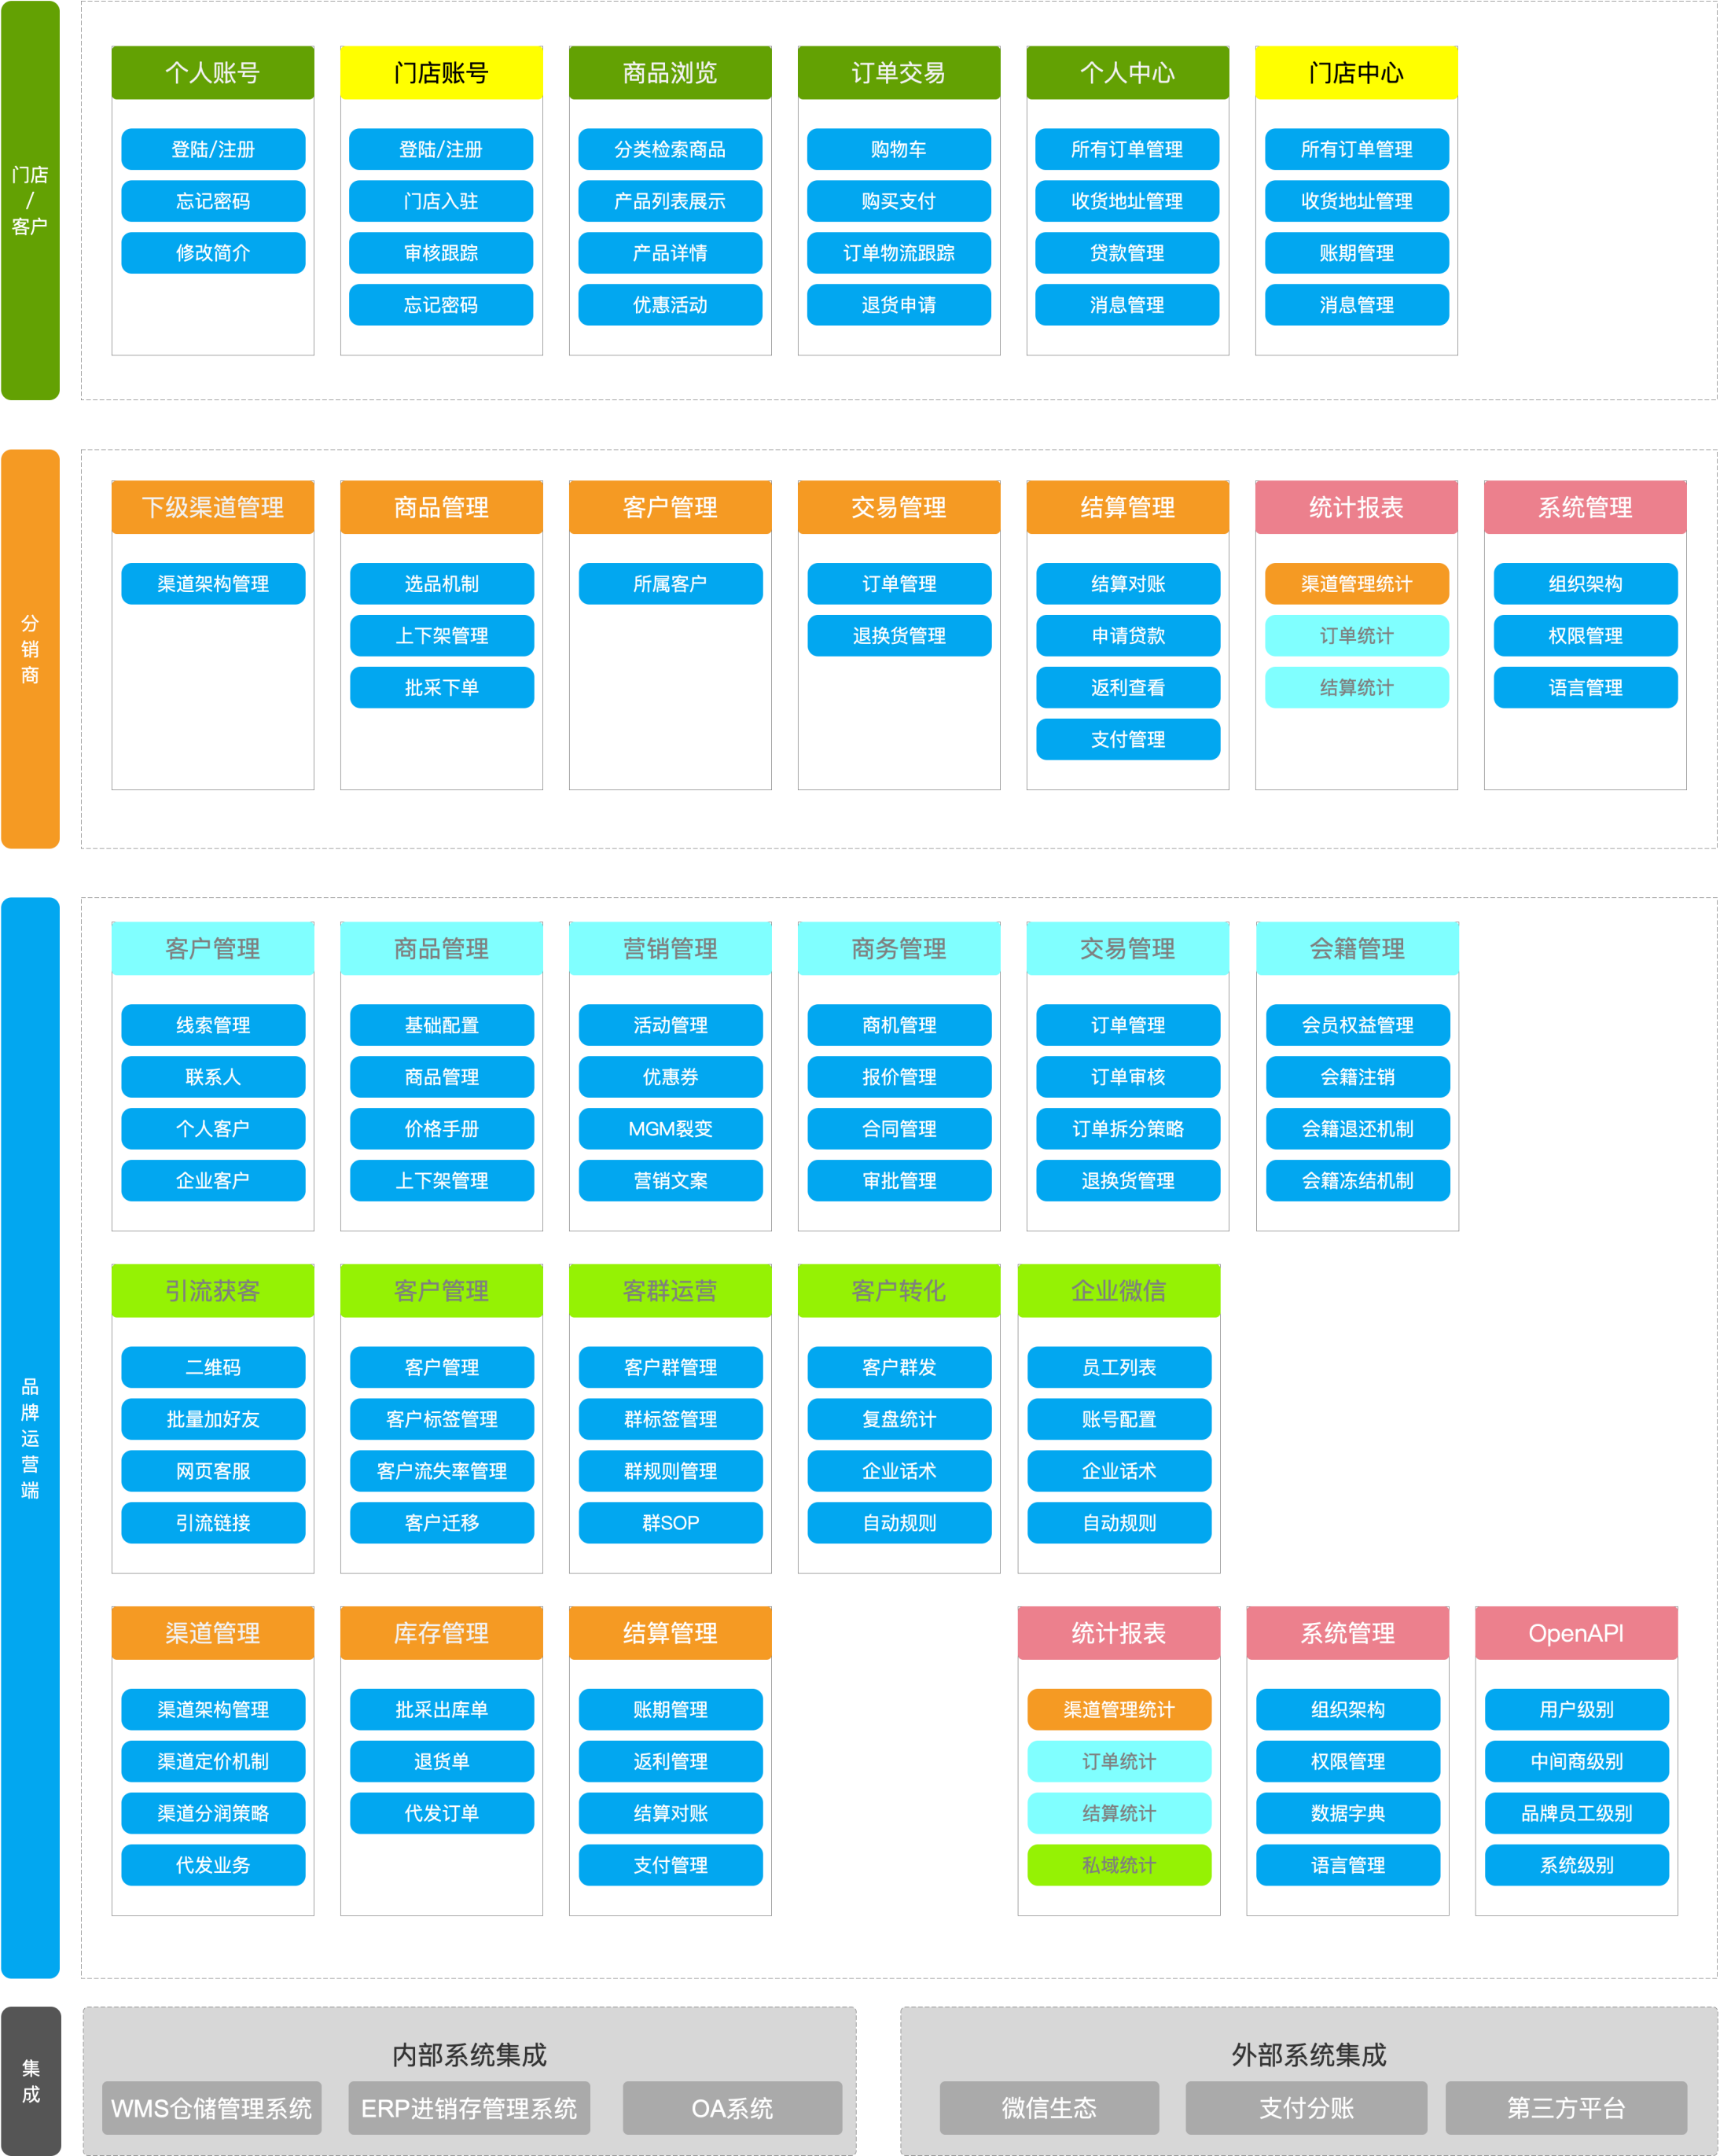 门店
/
客户
个人账号
登陆/注册
忘记密码
修改简介
门店账号
登陆/注册
门店入驻
审核跟踪
忘记密码
商品浏览
分类检索商品
产品列表展示
产品详情
优惠活动
订单交易
购物车
购买支付
订单物流跟踪
退货申请
个人中心
所有订单管理
收货地址管理
贷款管理
消息管理
门店中心
所有订单管理
收货地址管理
账期管理
消息管理
分
销
商
下级渠道管理
渠道架构管理
商品管理
选品机制
上下架管理
批采下单
客户管理
所属客户
交易管理
订单管理
退换货管理
结算管理
结算对账
申请贷款
返利查看
支付管理
统计报表
渠道管理统计
订单统计
结算统计
系统管理
组织架构
权限管理
语言管理
品
牌
运
营
端
客户管理
线索管理
联系人
个人客户
企业客户
商品管理
基础配置
商品管理
价格手册
上下架管理
营销管理
活动管理
优惠券
MGM裂变
营销文案
商务管理
商机管理
报价管理
合同管理
审批管理
交易管理
订单管理
订单审核
订单拆分策略
退换货管理
会籍管理
会员权益管理
会籍注销
会籍退还机制
会籍冻结机制
引流获客
二维码
批量加好友
网页客服
引流链接
客户管理
客户管理
客户标签管理
客户流失率管理
客户迁移
客群运营
客户群管理
群标签管理
群规则管理
群SOP
客户转化
客户群发
复盘统计
企业话术
自动规则
企业微信
员工列表
账号配置
企业话术
自动规则
渠道管理
渠道架构管理
渠道定价机制
渠道分润策略
代发业务
库存管理
批采出库单
退货单
代发订单
结算管理
账期管理
返利管理
结算对账
支付管理
统计报表
渠道管理统计
订单统计
结算统计
私域统计
系统管理
组织架构
权限管理
数据字典
语言管理
OpenAPI
用户级别
中间商级别
品牌员工级别
系统级别
集
成
内部系统集成
WMS仓储管理系统
ERP进销存管理系统
OA系统
外部系统集成
微信生态
支付分账
第三方平台